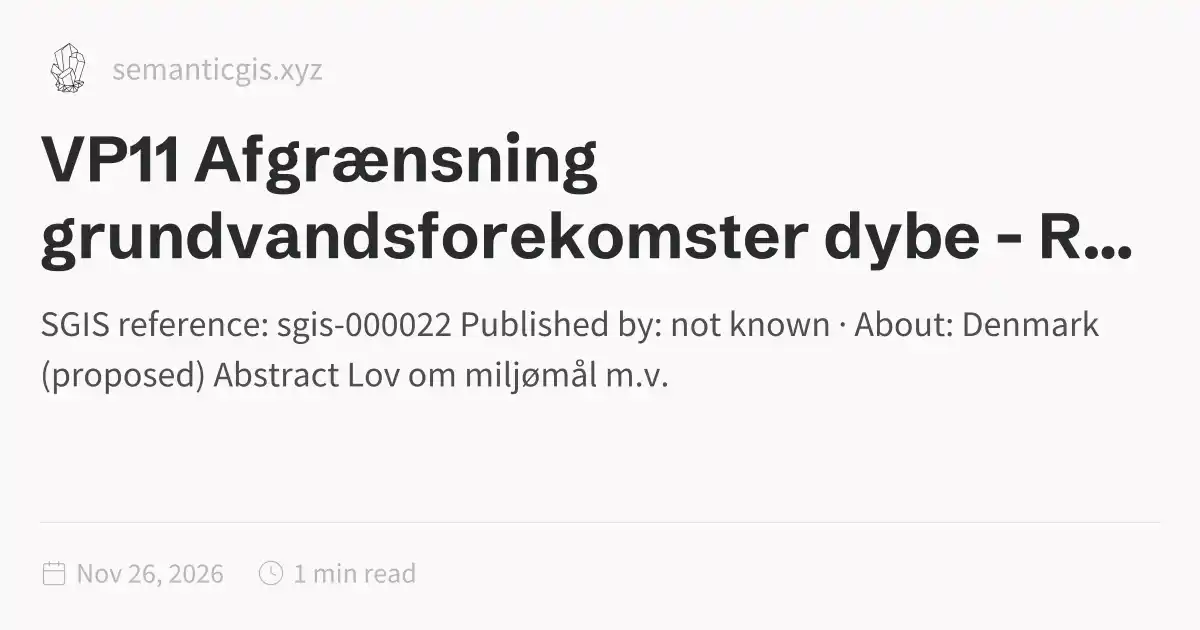 semanticgis.xyz
VP11 Afgrænsning
grundvandsforekomster dybe - R...
SGIS reference: sgis-000022 Published by: not known · About: Denmark
(proposed) Abstract Lov om miljømål m.v.
Nov 26, 2026 1 min read